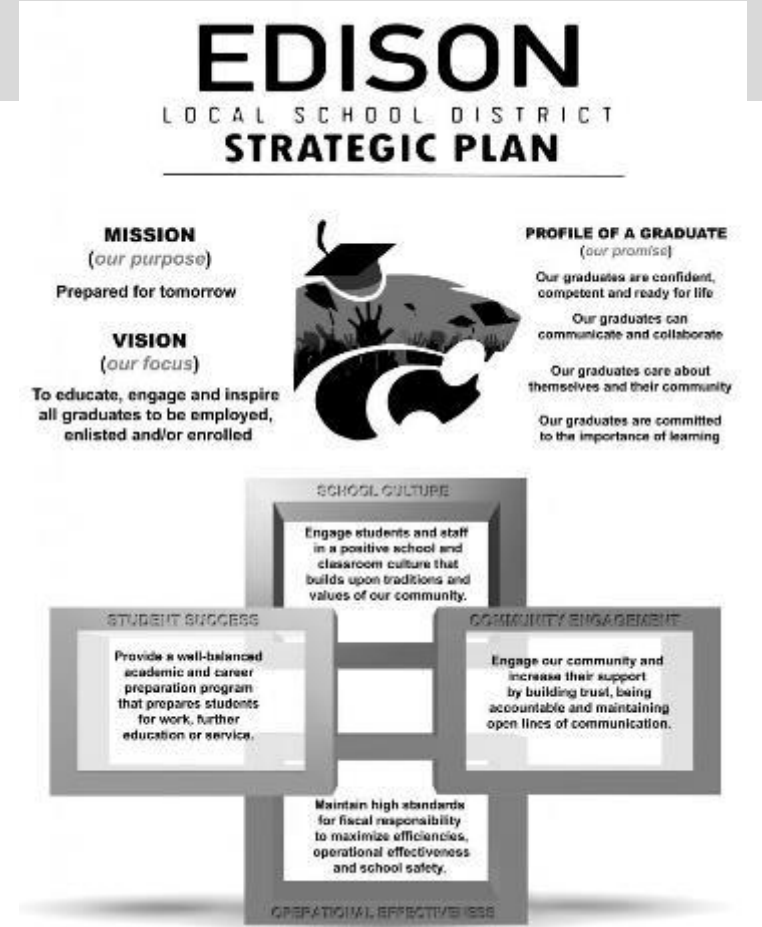 EDISON
LOCAL SCHOOL DISTRICT
STRATEGIC PLAN
MISSION
(our purpose)
Prepared for tomorrow
VISION
(our focus)
To educate, engage and inspire
all graduates to be employed,
enlisted and/or enrolled
PROFILE OF A GRADUATE
(our promise)
Our graduates are confident,
competent and ready for life
Our graduates can
communicate and collaborate
Our graduates care about
themselves and their community
Our graduates are committed
to the importance of learning
SCHOOL CULTURE
Engage students and staff
in a positive school and
classroom culture that
builds upon traditions and
values of our community.
STUDENT SUCCESS
Provide a well-balanced
academic and career
preparation program
that prepares students
for work, further
education or service.
COMMUNITY ENGAGEMENT
Engage our community and
increase their support
by building trust, being
accountable and maintaining
open lines of communication.
Maintain high standards
for fiscal responsibility
to maximize efficiencies,
operational effectiveness
and school safety.
OPERATIONAL EFFECTIVENESS